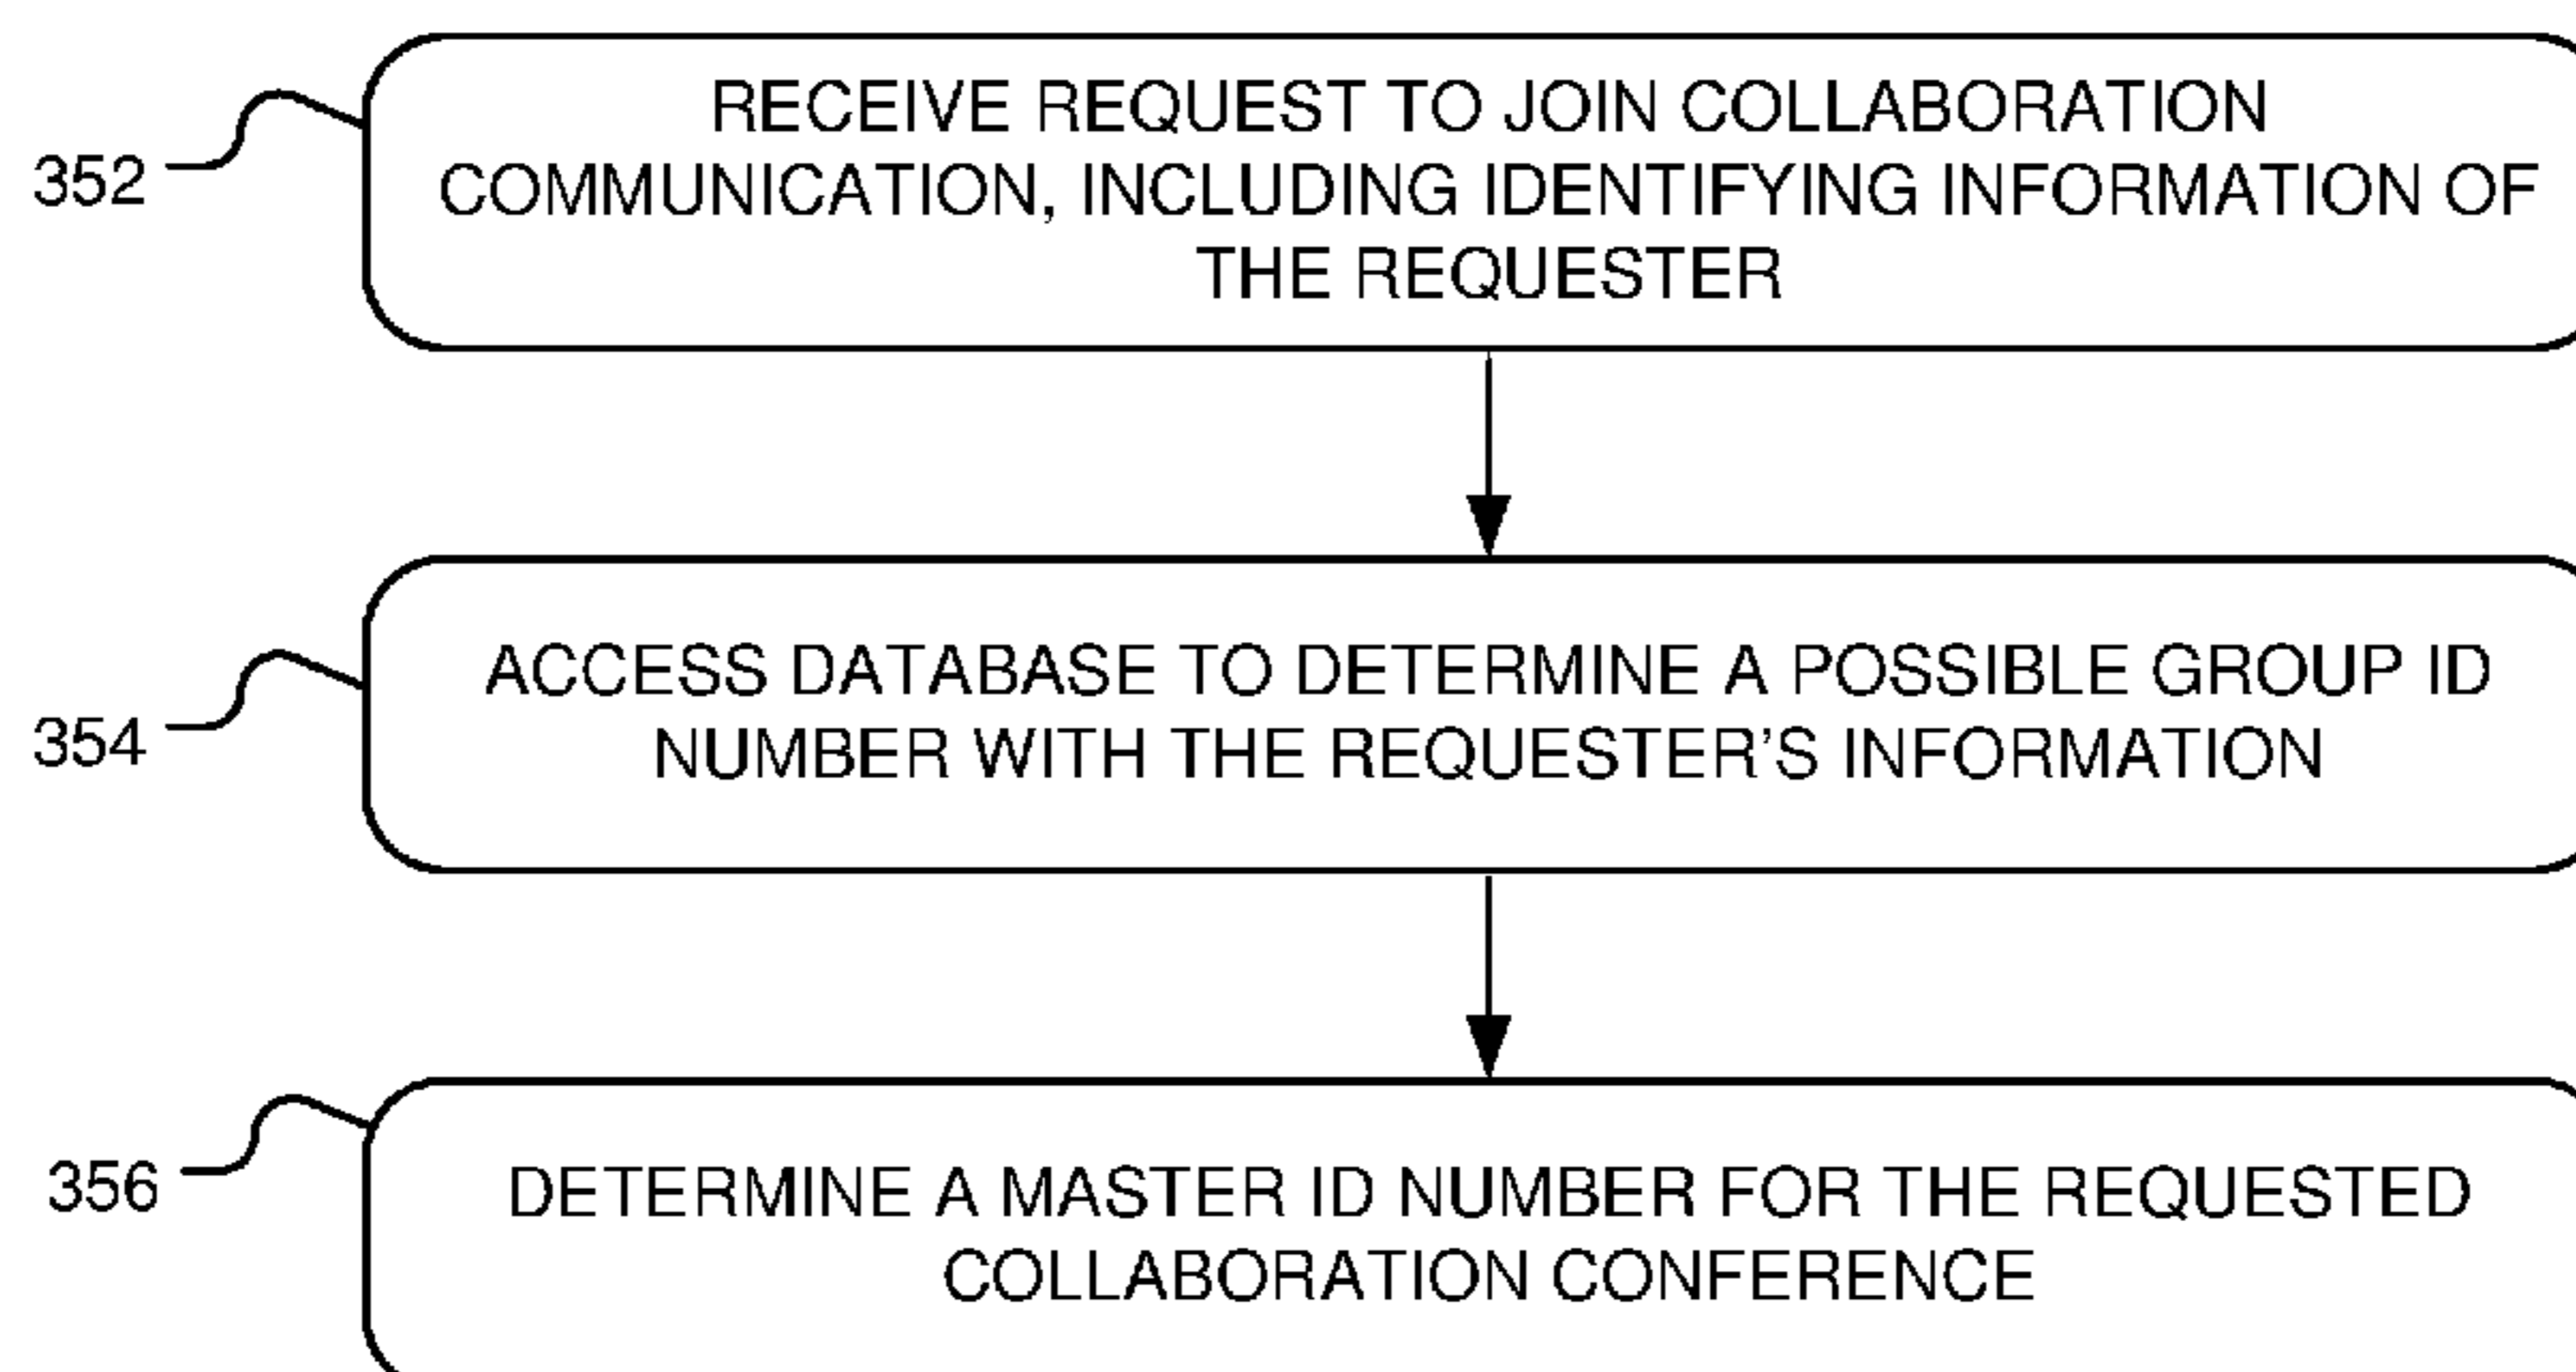 352
RECEIVE REQUEST TO JOIN COLLABORATION
COMMUNICATION, INCLUDING IDENTIFYING INFORMATION OF
THE REQUESTER
354
ACCESS DATABASE TO DETERMINE A POSSIBLE GROUP ID
NUMBER WITH THE REQUESTER'S INFORMATION
356
DETERMINE A MASTER ID NUMBER FOR THE REQUESTED
COLLABORATION CONFERENCE